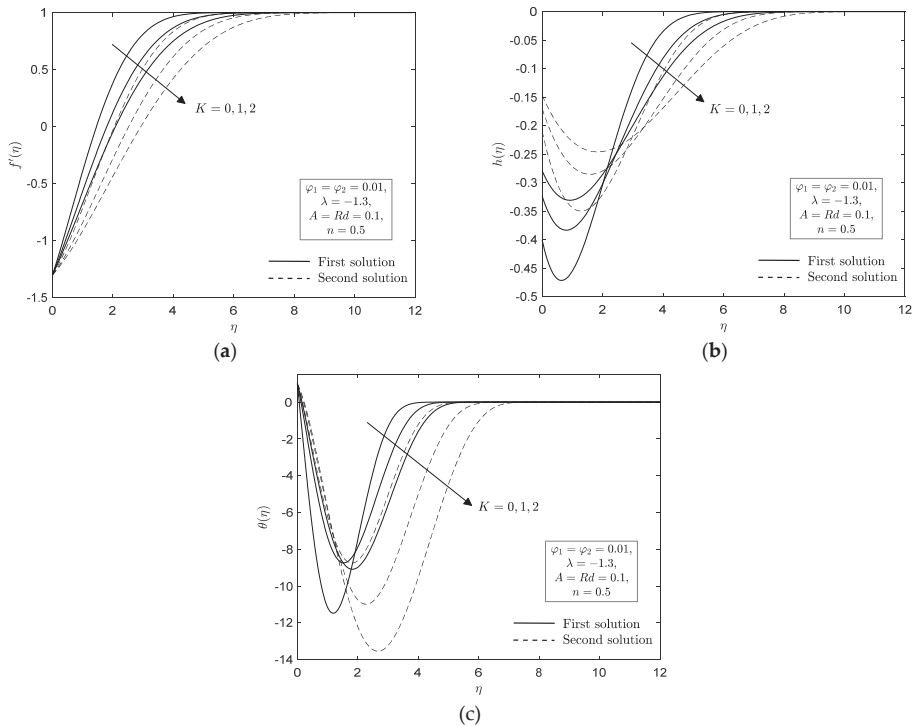 1
0.5
0
-0.5
-1
-1.5
f′(η)
0 2 4 6 8 10 12
η
K = 0, 1, 2
φ₁ = φ₂ = 0.01,
λ = −1.3,
A = Rd = 0.1,
n = 0.5
First solution
Second solution
(a)
0
-0.05
-0.1
-0.15
-0.2
-0.25
-0.3
-0.35
-0.4
-0.45
-0.5
h(η)
0 2 4 6 8 10 12
η
K = 0, 1, 2
φ₁ = φ₂ = 0.01,
λ = −1.3,
A = Rd = 0.1,
n = 0.5
First solution
Second solution
(b)
0
-2
-4
-6
-8
-10
-12
-14
θ(η)
0 2 4 6 8 10 12
η
K = 0, 1, 2
φ₁ = φ₂ = 0.01,
λ = −1.3,
A = Rd = 0.1,
n = 0.5
First solution
Second solution
(c)